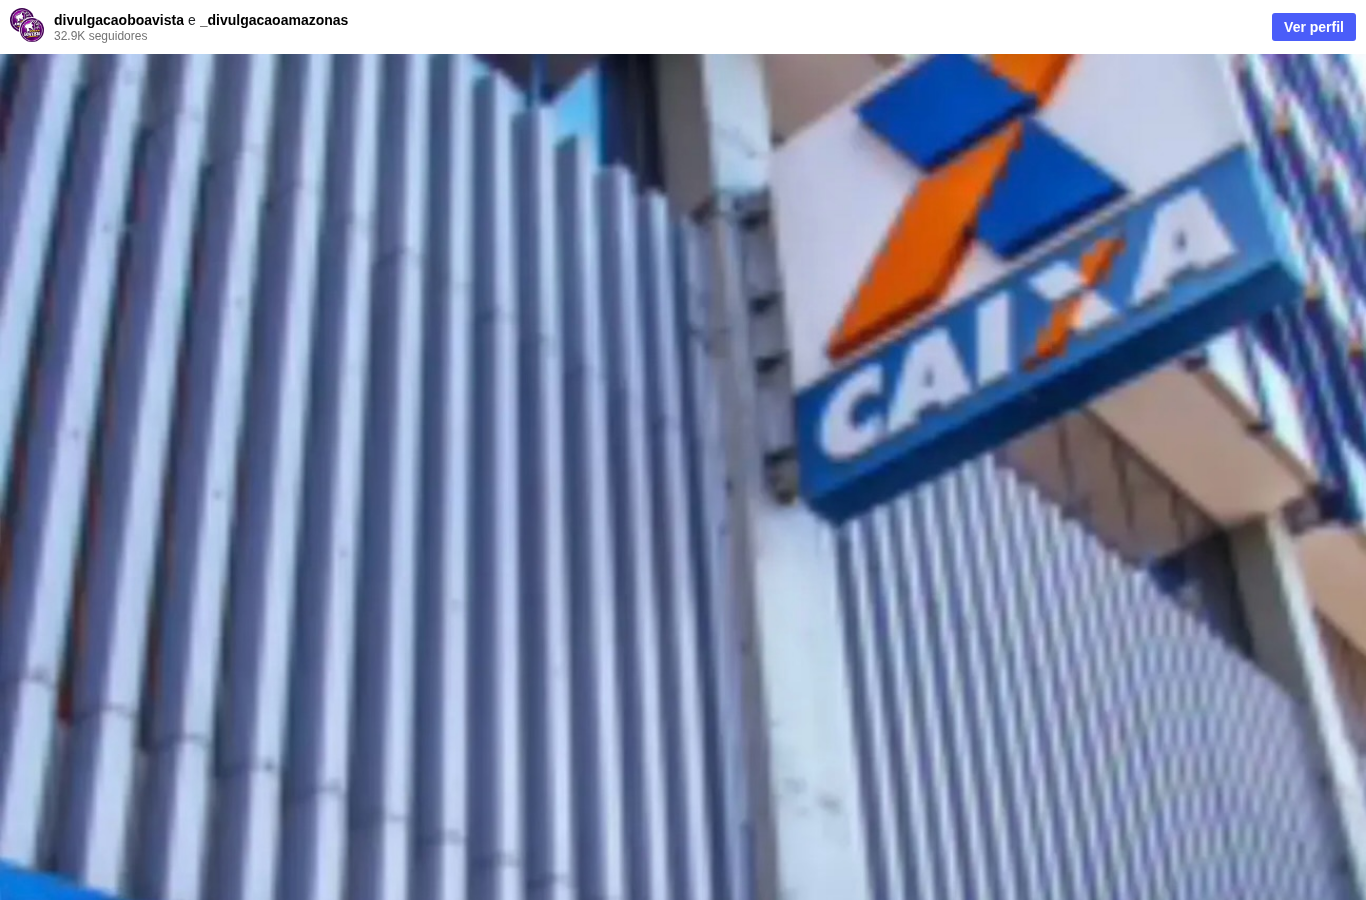 divulgacaoboavista e _divulgacaoamazonas
32.9K seguidores
Ver perfil
CAIXA